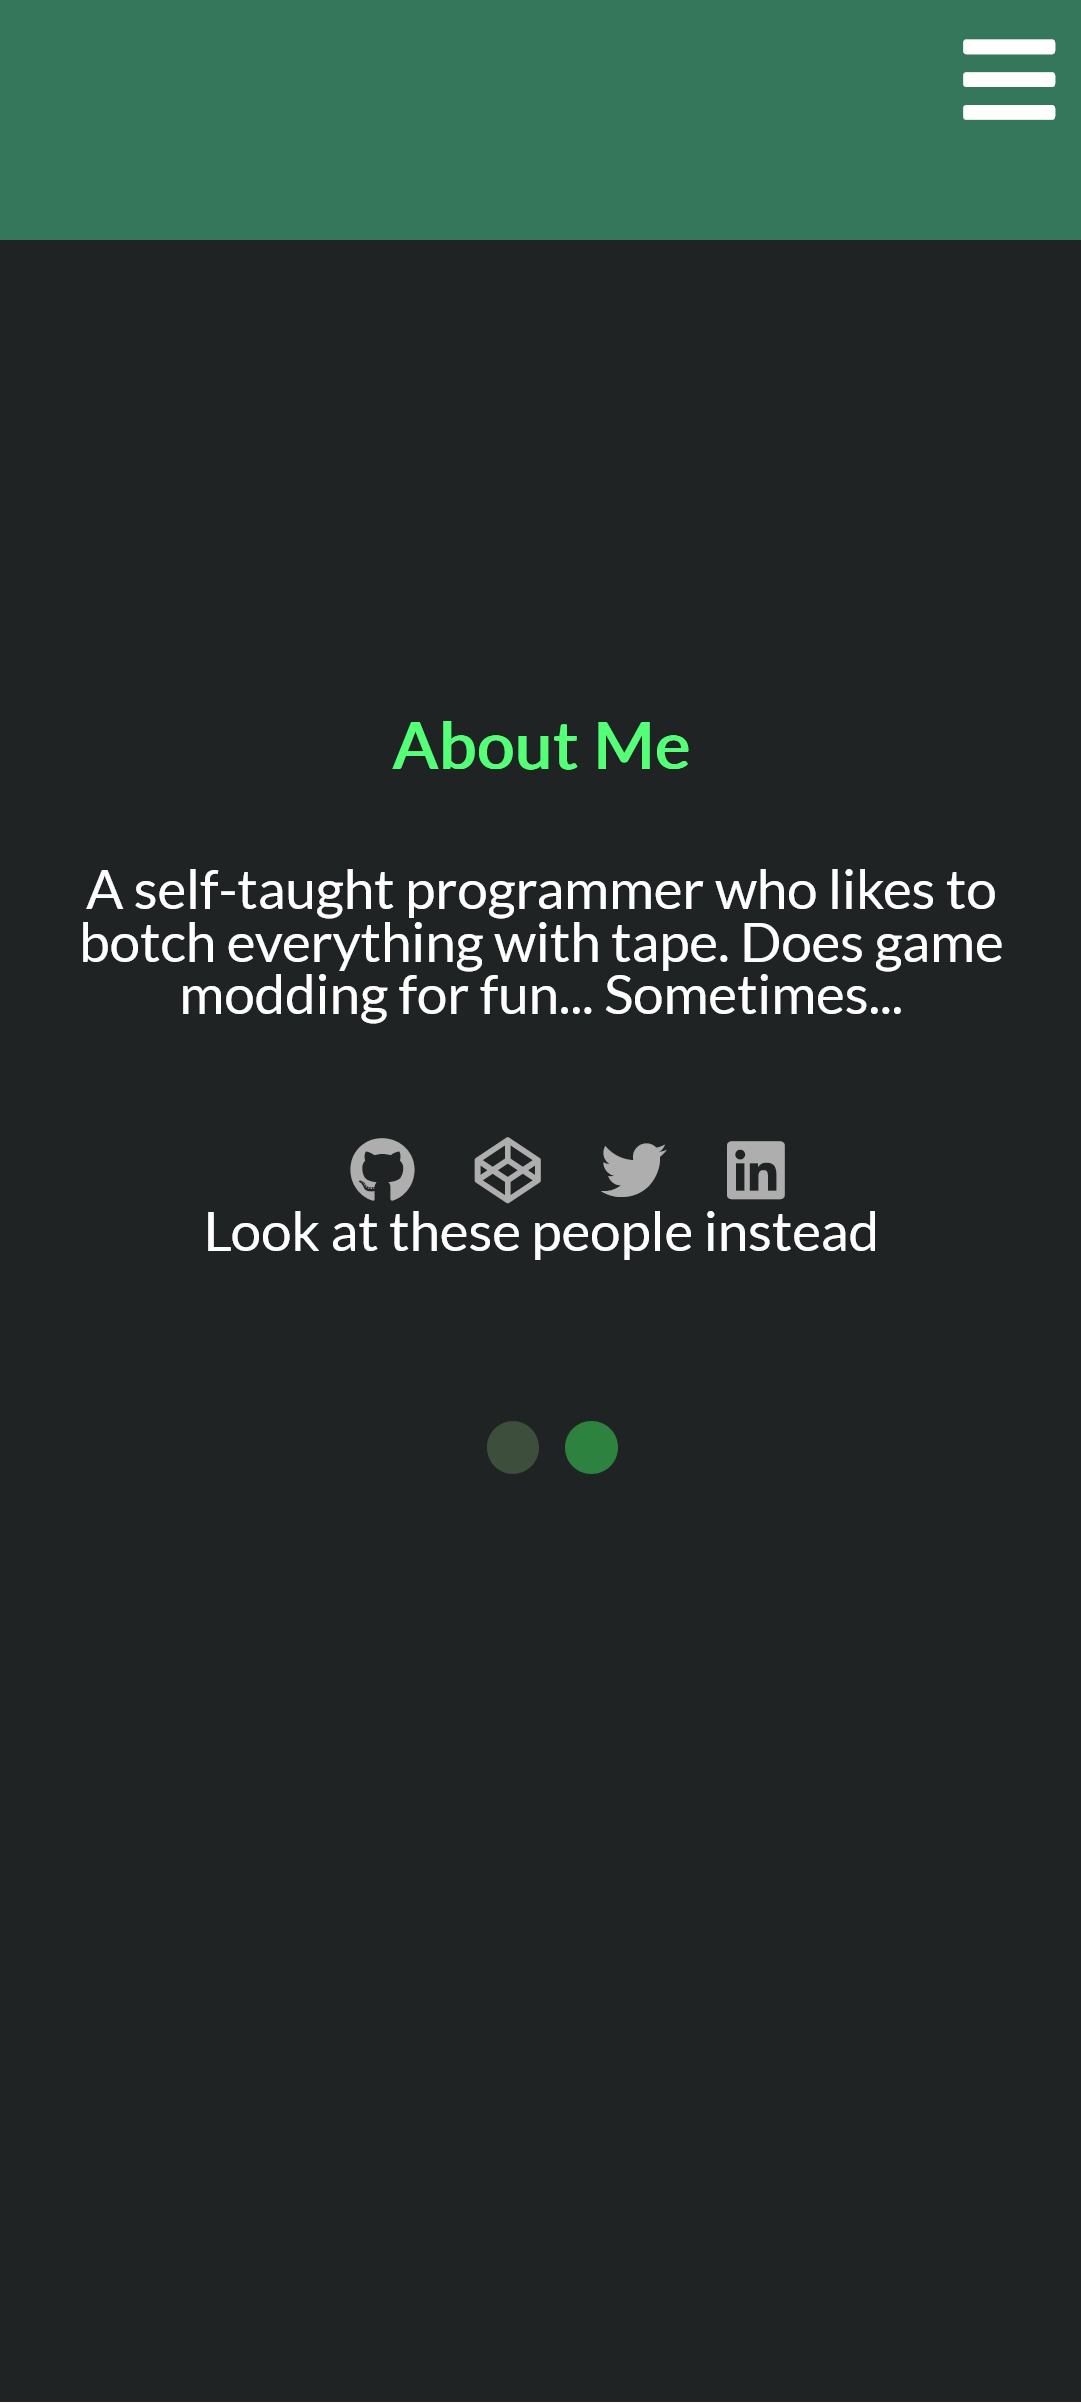 About Me
A self-taught programmer who likes to
botch everything with tape. Does game
modding for fun... Sometimes...
Look at these people instead